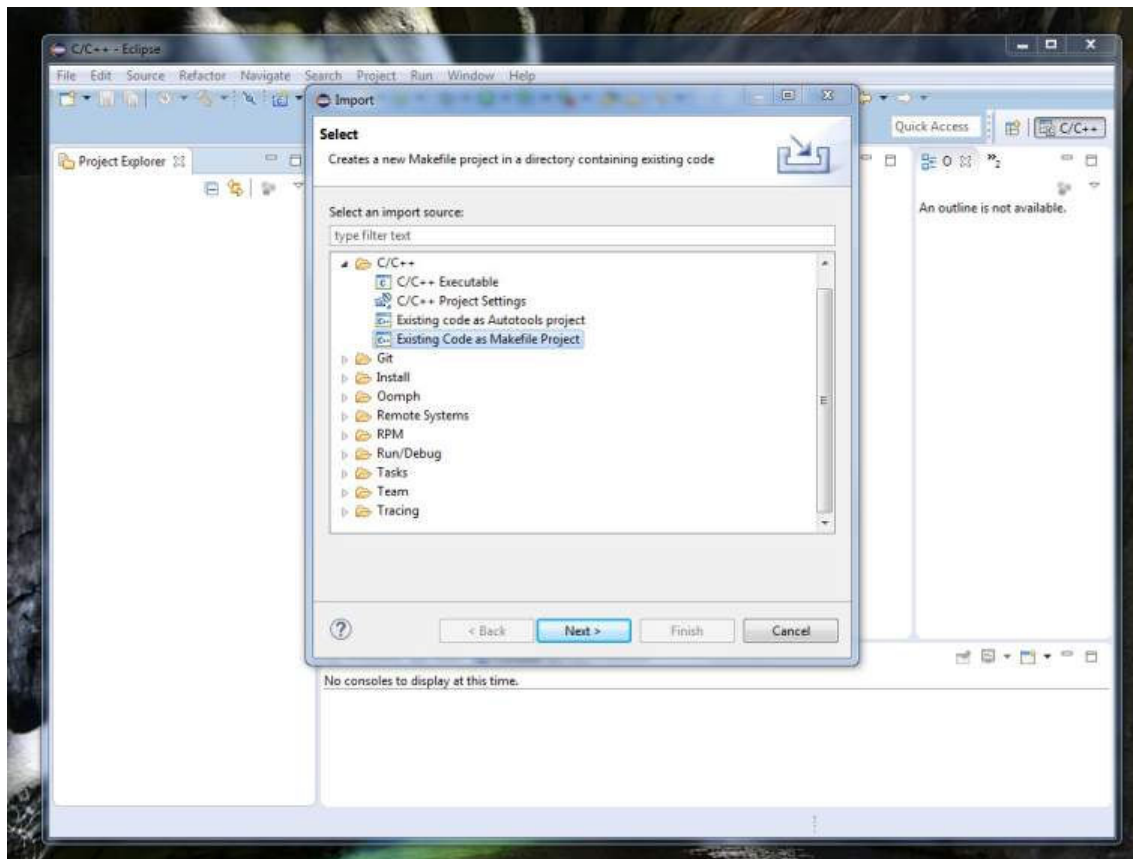 C/C++ - Eclipse
File Edit Source Refactor Navigate Search Project Run Window Help
Import
Quick Access
C/C++
Select
Creates a new Makefile project in a directory containing existing code
Project Explorer
O
2
An outline is not available.
Select an import source:
type filter text
C/C++
C/C++ Executable
C/C++ Project Settings
Existing code as Autotools project
Existing Code as Makefile Project
Git
Install
Oomph
Remote Systems
RPM
Run/Debug
Tasks
Team
Tracing
< Back Next > Finish Cancel
No consoles to display at this time.